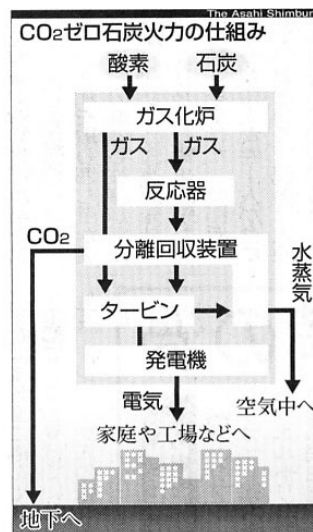 The Asahi Shimbun
CO₂ゼロ石炭火力の仕組み
酸素 石炭
ガス化炉
ガス ガス
反応器
CO₂
分離回収装置
水蒸気
タービン
発電機
電気
空気中へ
家庭や工場などへ
地下へ